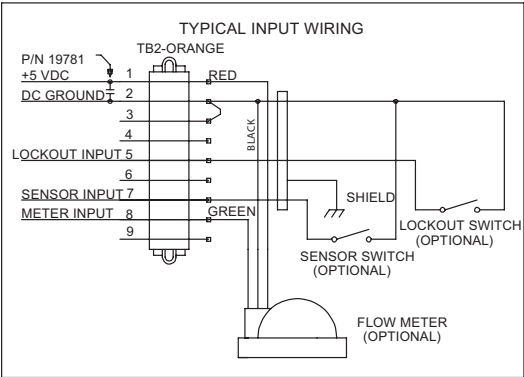 TYPICAL INPUT WIRING
TB2-ORANGE
P/N 19781
+5 VDC 1 RED
DC GROUND 2
3
BLACK
4
LOCKOUT INPUT 5
6
SENSOR INPUT 7
SHIELD
METER INPUT 8 GREEN
LOCKOUT SWITCH
(OPTIONAL)
9
SENSOR SWITCH
(OPTIONAL)
FLOW METER
(OPTIONAL)